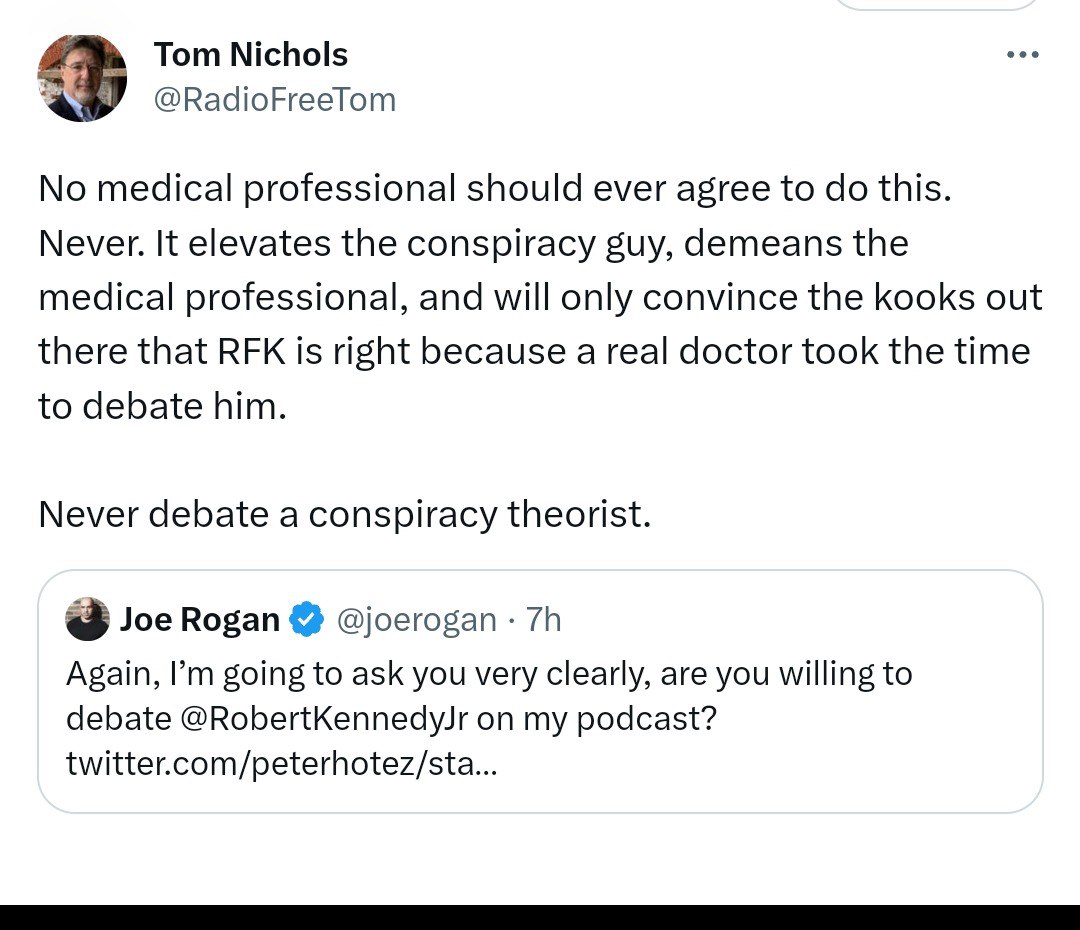 Tom Nichols
@RadioFreeTom
No medical professional should ever agree to do this.
Never. It elevates the conspiracy guy, demeans the
medical professional, and will only convince the kooks out
there that RFK is right because a real doctor took the time
to debate him.
Never debate a conspiracy theorist.
Joe Rogan @joerogan · 7h
Again, I’m going to ask you very clearly, are you willing to
debate @RobertKennedyJr on my podcast?
twitter.com/peterhotez/sta…